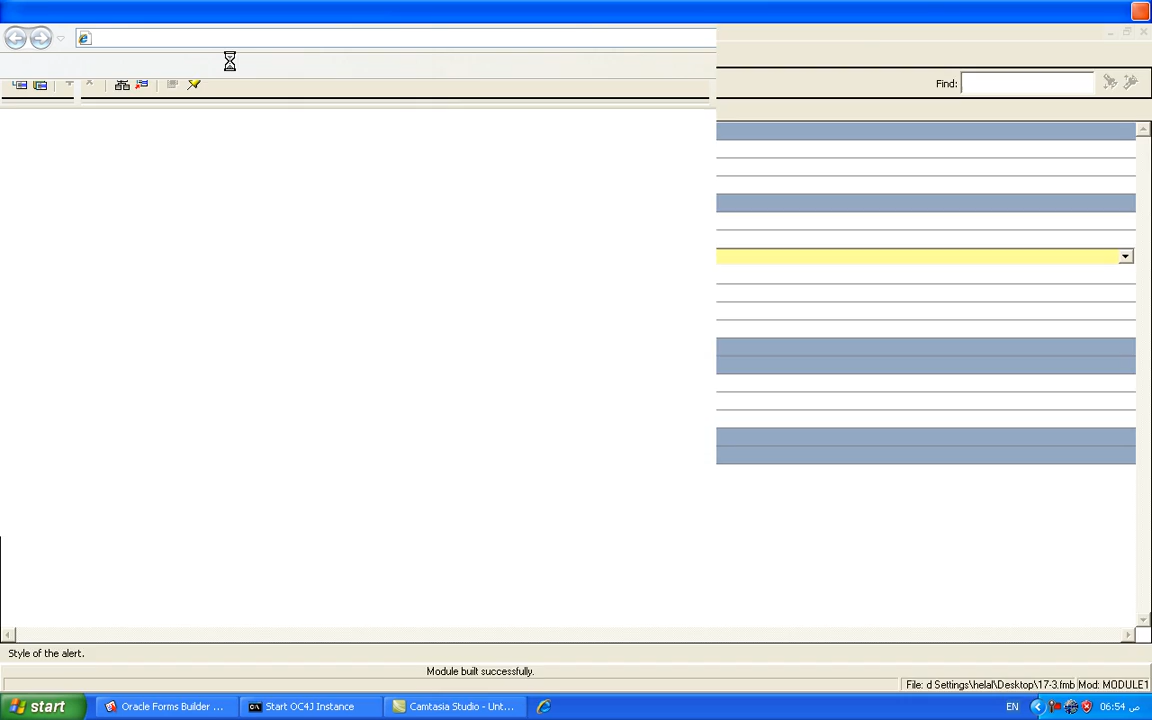 Find:
Style of the alert.
Module built successfully.
File: d Settings\helal\Desktop\17-3.fmb Mod: MODULE1
start Oracle Forms Builder ... Start OC4J Instance Camtasia Studio - Unt... EN 06:54 ص